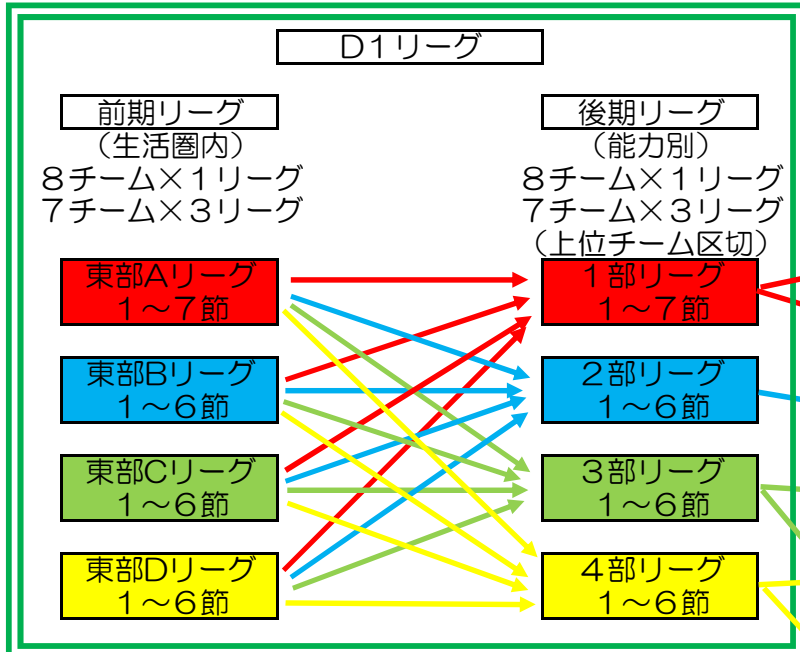 D1リーグ
前期リーグ
(生活圏内)
8チーム×1リーグ
7チーム×3リーグ
後期リーグ
(能力別)
8チーム×1リーグ
7チーム×3リーグ
(上位チーム区切)
東部Aリーグ
1~7節
1部リーグ
1~7節
東部Bリーグ
1~6節
2部リーグ
1~6節
東部Cリーグ
1~6節
3部リーグ
1~6節
東部Dリーグ
1~6節
4部リーグ
1~6節